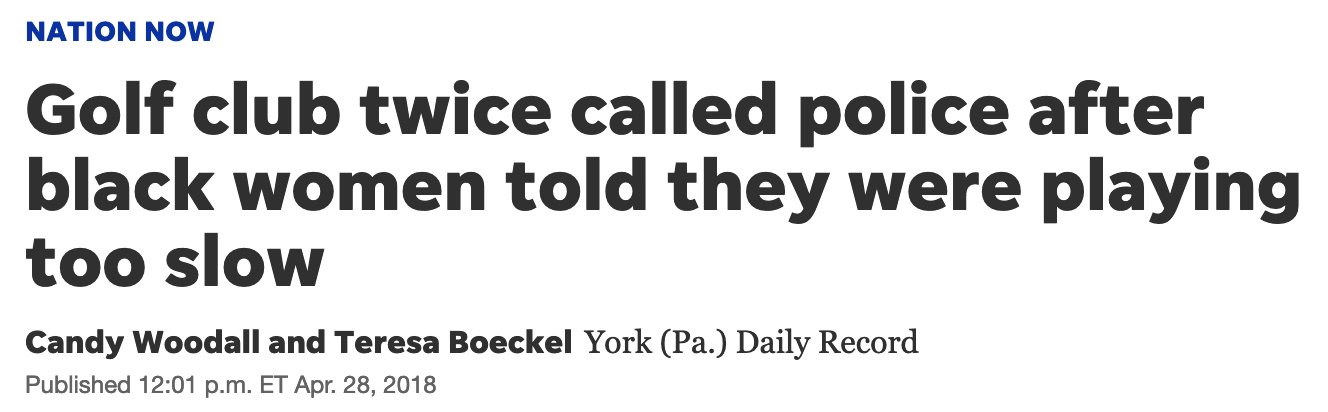 NATION NOW
Golf club twice called police after
black women told they were playing
too slow
Candy Woodall and Teresa Boeckel York (Pa.) Daily Record
Published 12:01 p.m. ET Apr. 28, 2018